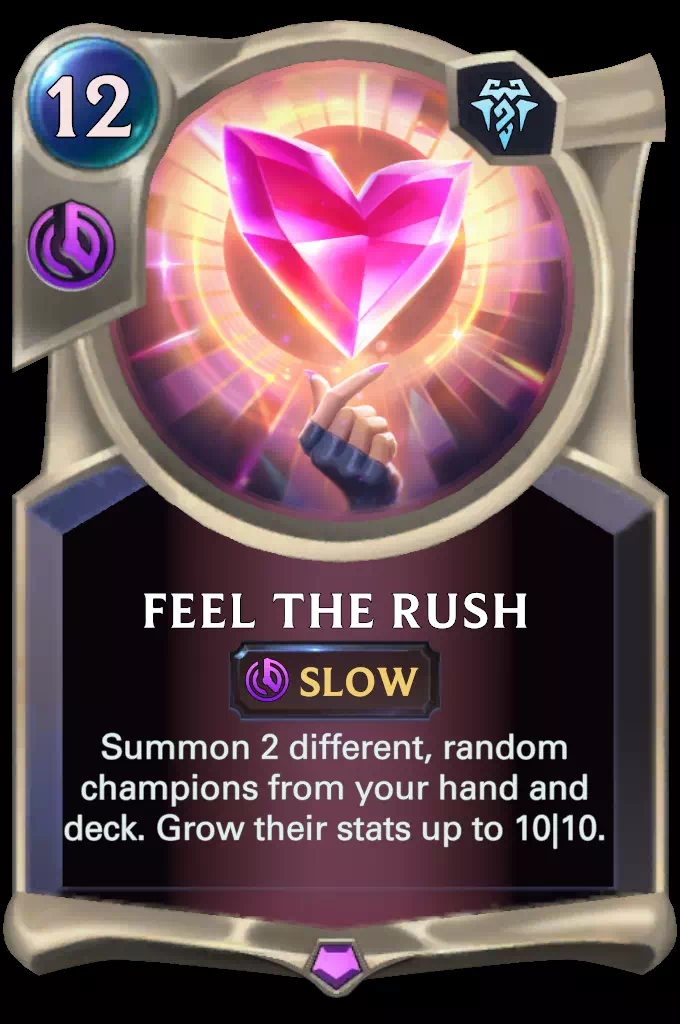 12
FEEL THE RUSH
SLOW
Summon 2 different, random
champions from your hand and
deck. Grow their stats up to 10|10.